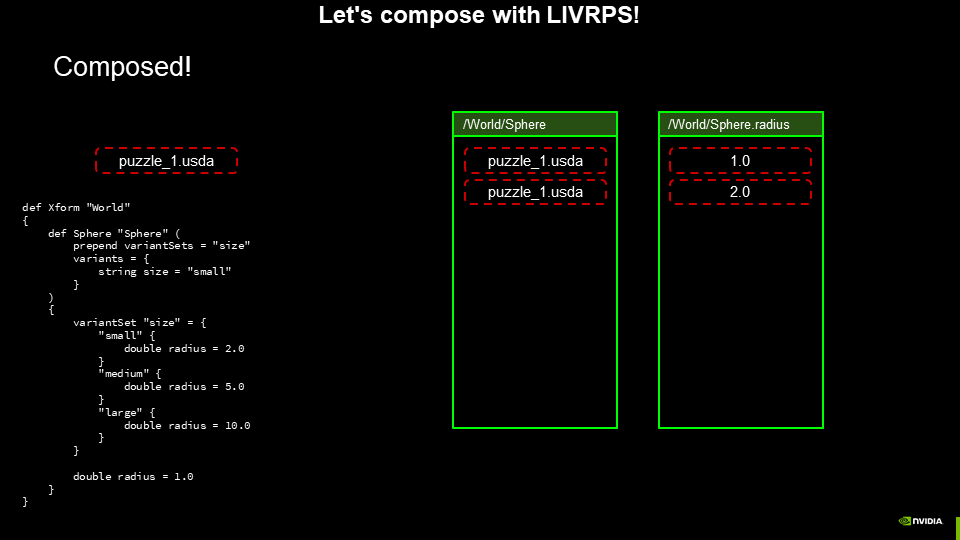 Let's compose with LIVRPS!
Composed!
puzzle_1.usda
def Xform "World"
{
    def Sphere "Sphere" (
        prepend variantSets = "size"
        variants = {
            string size = "small"
        }
    )
    {
        variantSet "size" = {
            "small" {
                double radius = 2.0
            }
            "medium" {
                double radius = 5.0
            }
            "large" {
                double radius = 10.0
            }
        }

        double radius = 1.0
    }
}
/World/Sphere
puzzle_1.usda
puzzle_1.usda
/World/Sphere.radius
1.0
2.0
NVIDIA